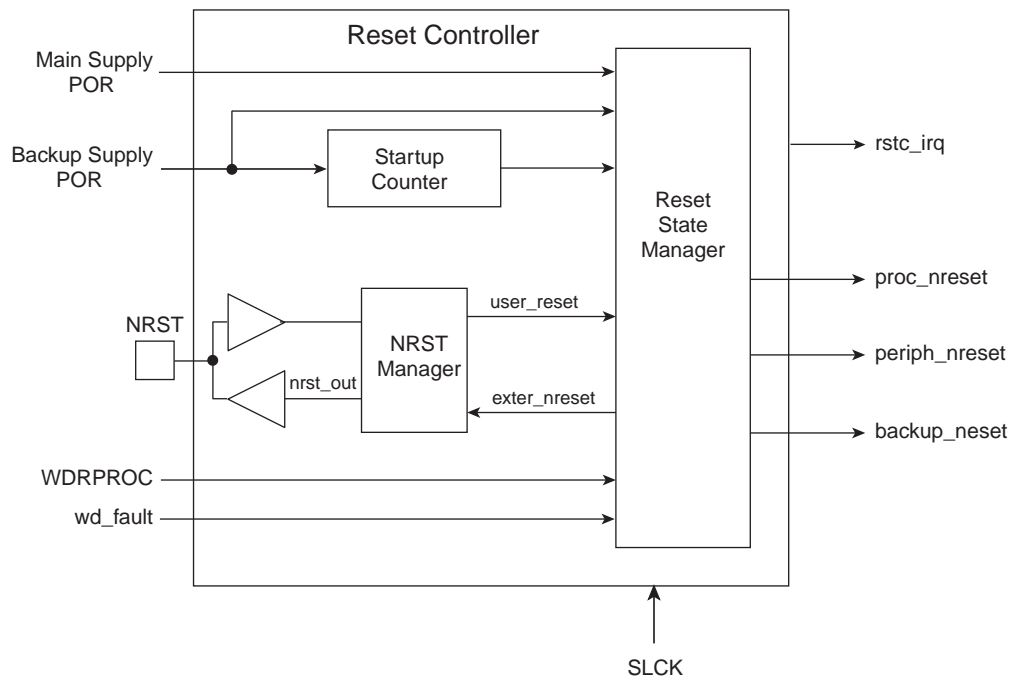 Reset Controller
Main Supply
POR
Backup Supply
POR
Startup
Counter
Reset
State
Manager
rstc_irq
proc_nreset
periph_nreset
backup_neset
NRST
user_reset
NRST
Manager
nrst_out
exter_nreset
WDRPROC
wd_fault
SLCK